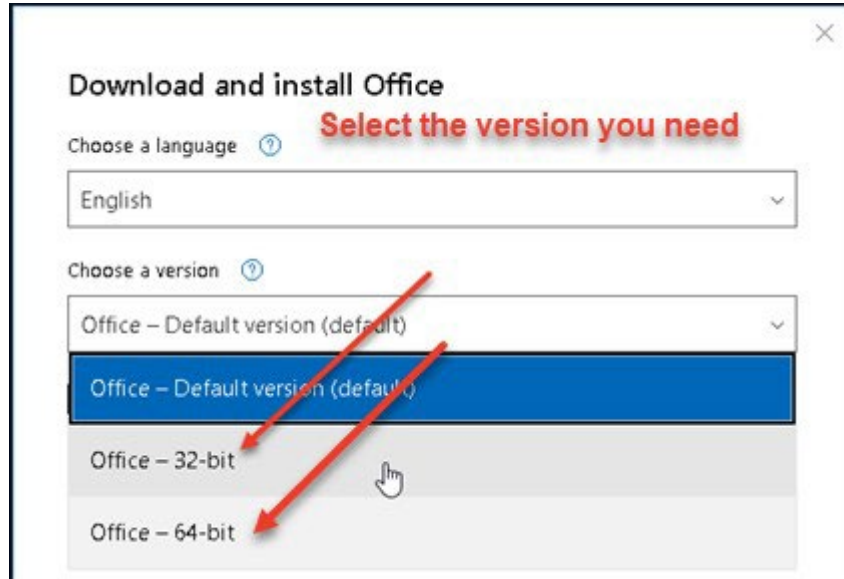 Download and install Office
Select the version you need
Choose a language ?
English
Choose a version ?
Office – Default version (default)
Office – Default version (default)
Office – 32-bit
Office – 64-bit